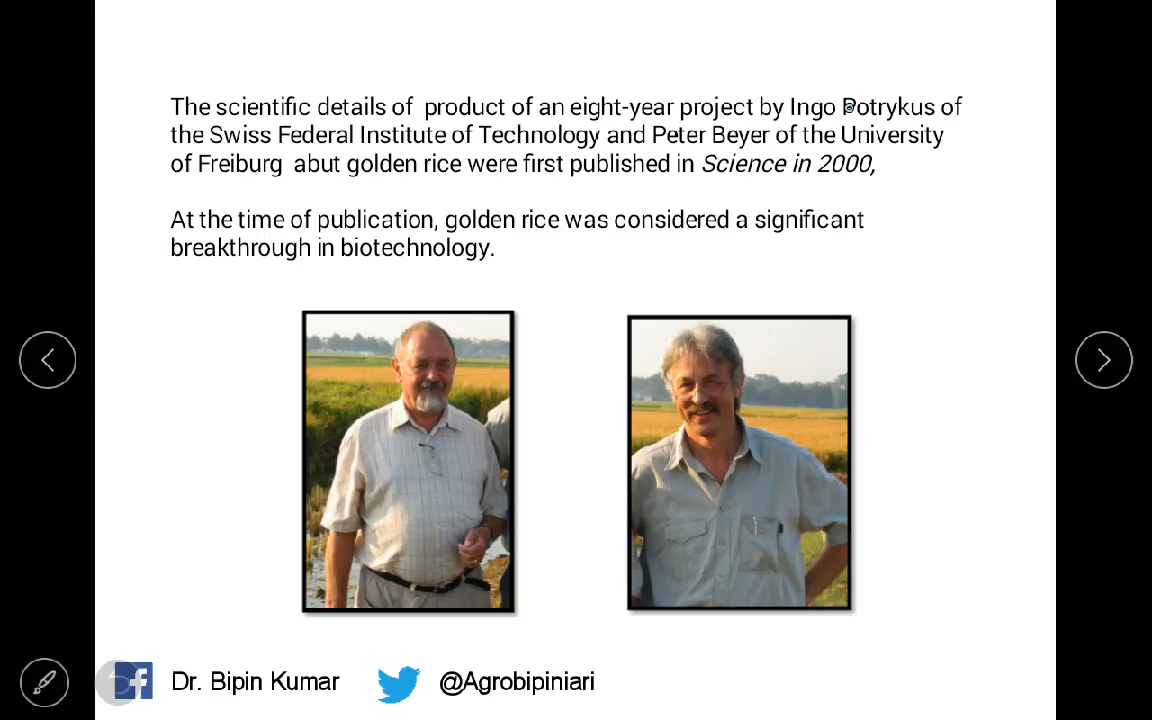 The scientific details of  product of an eight-year project by Ingo Potrykus of
the Swiss Federal Institute of Technology and Peter Beyer of the University
of Freiburg  abut golden rice were first published in Science in 2000,
At the time of publication, golden rice was considered a significant
breakthrough in biotechnology.
Dr. Bipin Kumar @Agrobipiniari